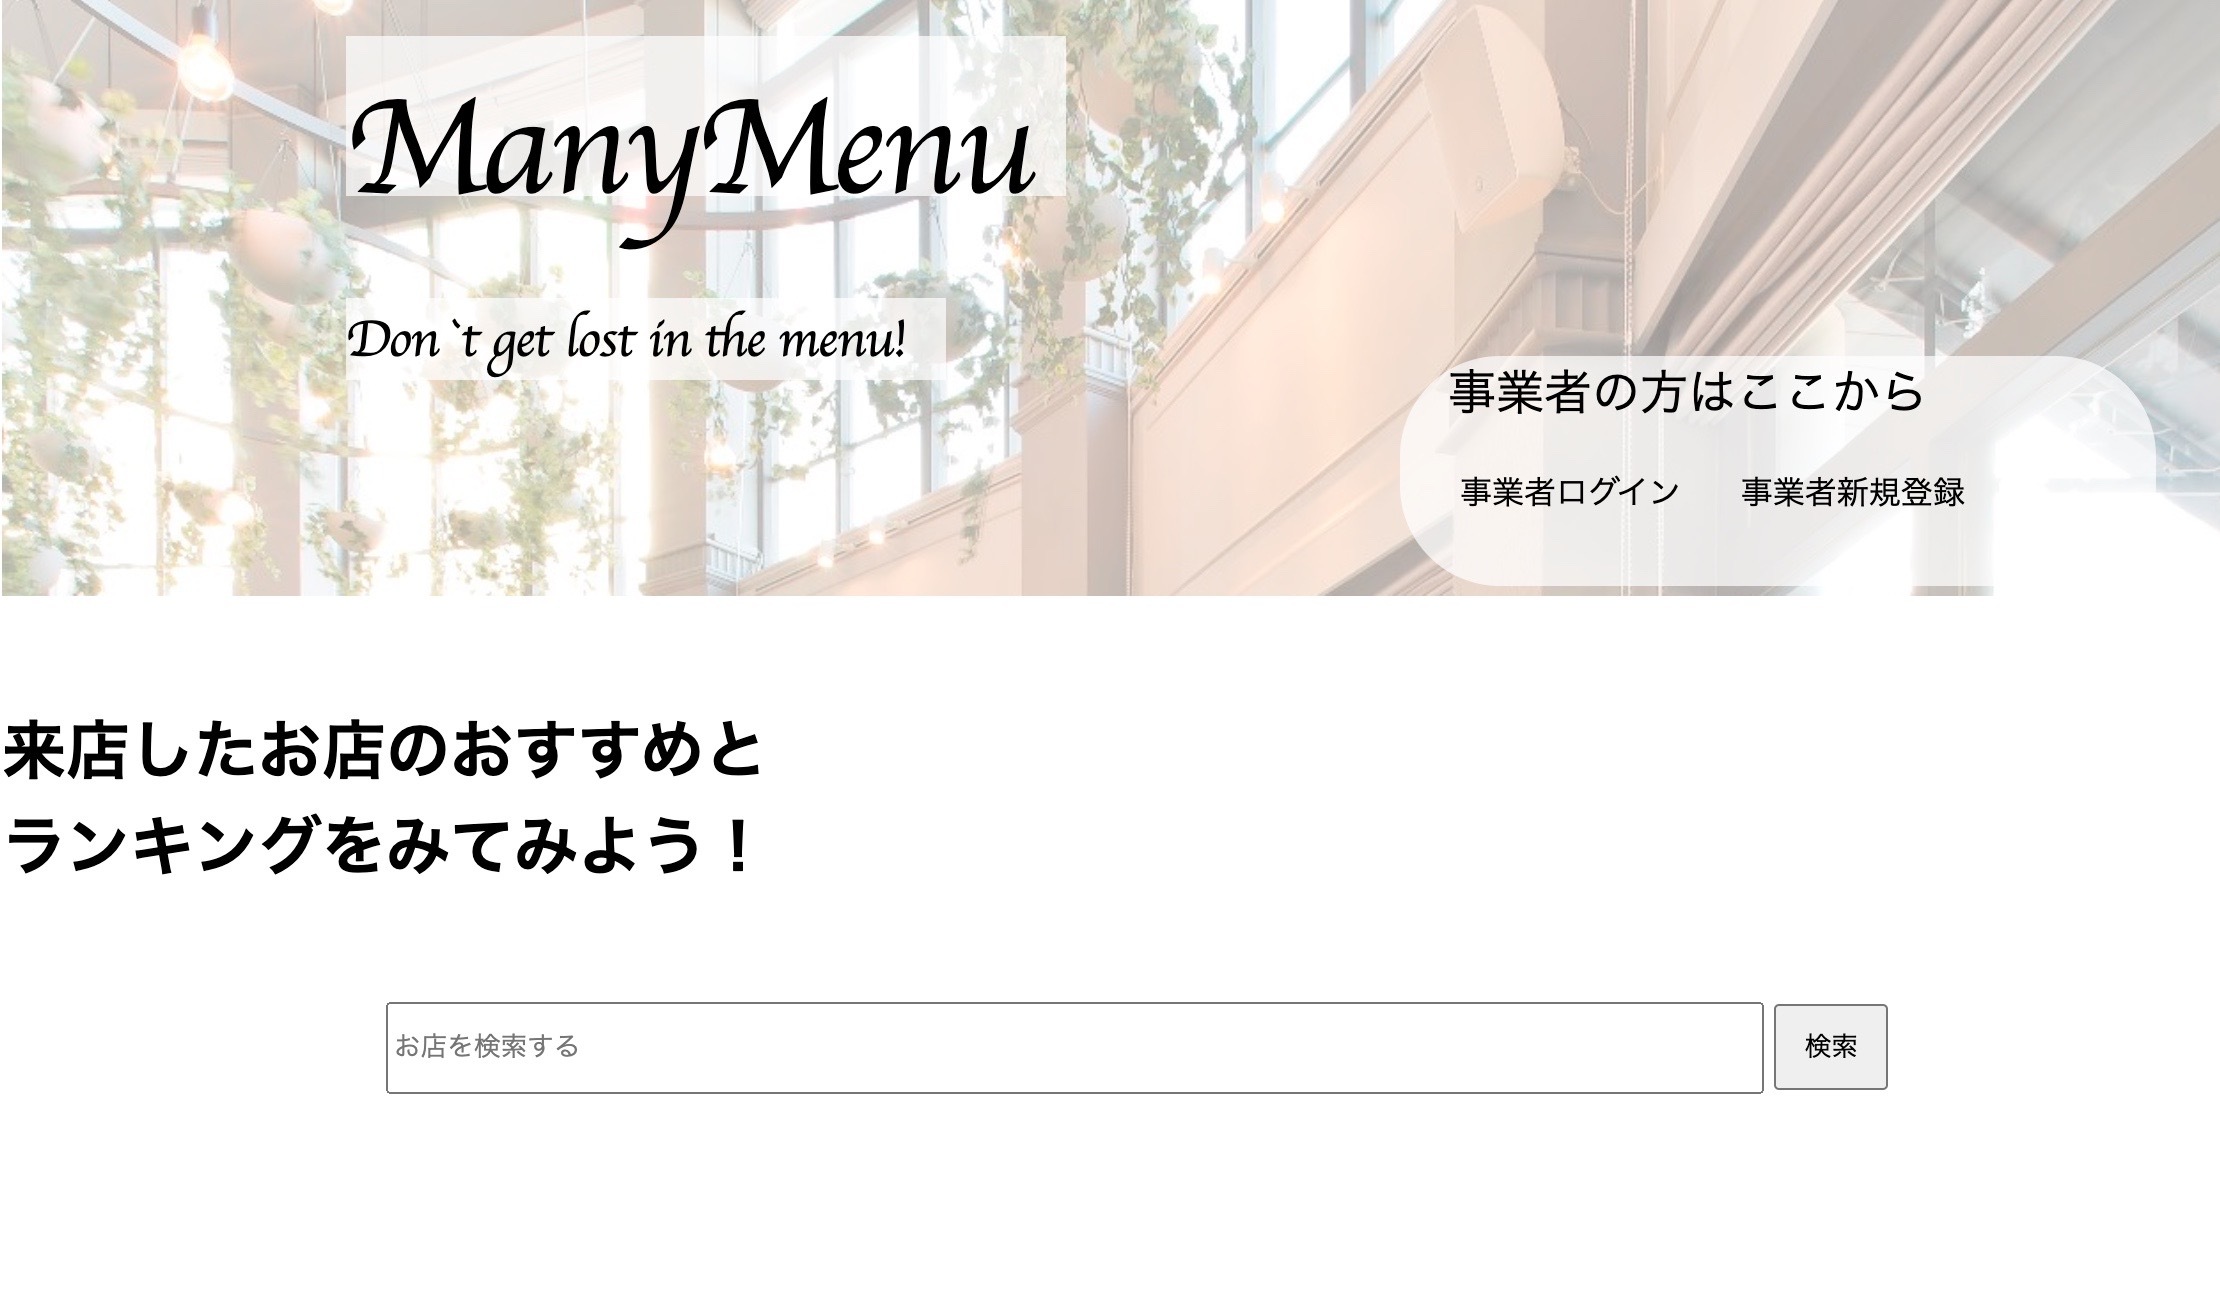 ManyMenu
Don`t get lost in the menu!
事業者の方はここから
事業者ログイン 事業者新規登録
来店したお店のおすすめと
ランキングをみてみよう！
お店を検索する 検索